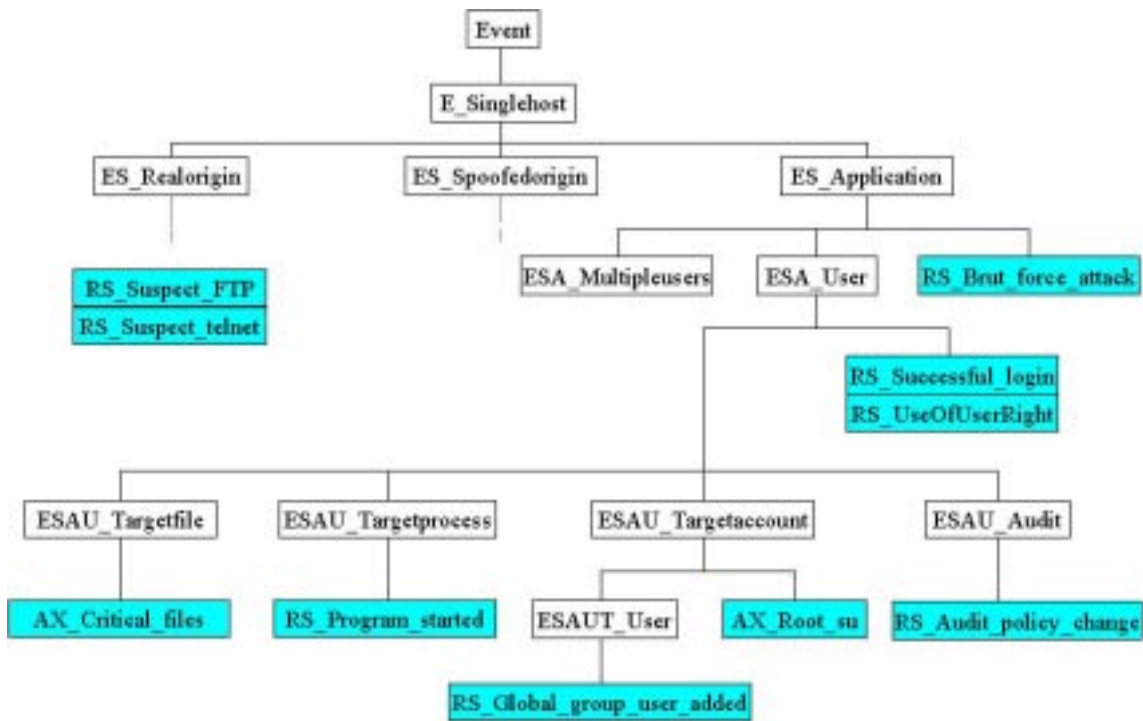 Event
E_Singlehost
ES_Realorigin
ES_Spoofedorigin
ES_Application
ESA_Multipleusers
ESA_User
RS_Brut_force_attack
RS_Suspect_FTP
RS_Suspect_telnet
RS_Successful_login
RS_UseOfUserRight
ESAU_Targetfile
ESAU_Targetprocess
ESAU_Targetaccount
ESAU_Audit
AX_Critical_files
RS_Program_started
ESAUT_User
AX_Root_su
RS_Audit_policy_change
RS_Global_group_user_added